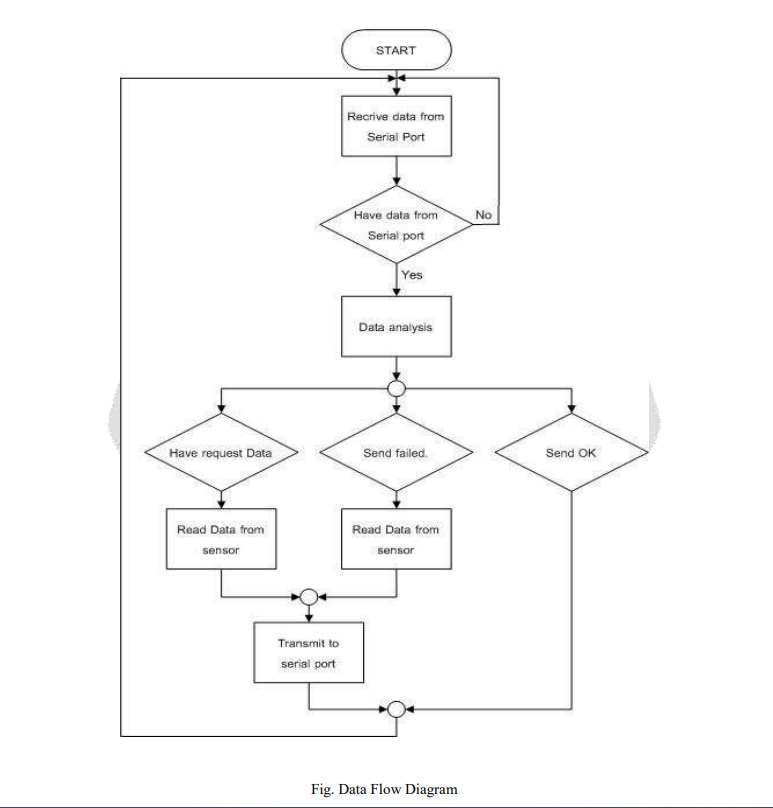 START
Recrive data from
Serial Port
Have data from
Serial port
No
Yes
Data analysis
Have request Data
Send failed.
Send OK
Read Data from
sensor
Read Data from
sensor
Transmit to
serial port
Fig. Data Flow Diagram